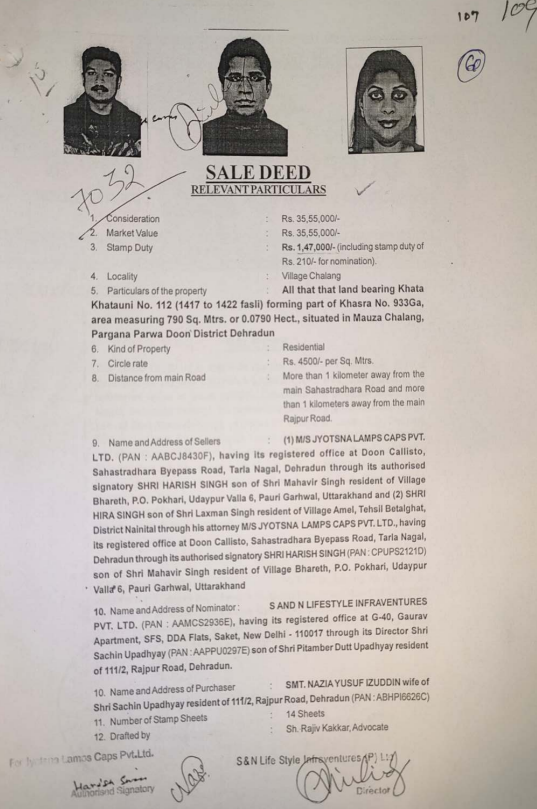 107 109
60
SALE DEED
RELEVANT PARTICULARS
7032
1. Consideration : Rs. 35,55,000/-
2. Market Value : Rs. 35,55,000/-
3. Stamp Duty : Rs. 1,47,000/- (including stamp duty of
Rs. 210/- for nomination).
4. Locality : Village Chalang
5. Particulars of the property : All that that land bearing Khata
Khatauni No. 112 (1417 to 1422 fasli) forming part of Khasra No. 933Ga,
area measuring 790 Sq. Mtrs. or 0.0790 Hect., situated in Mauza Chalang,
Pargana Parwa Doon District Dehradun
6. Kind of Property : Residential
7. Circle rate : Rs. 4500/- per Sq. Mtrs.
8. Distance from main Road : More than 1 kilometer away from the
main Sahastradhara Road and more
than 1 kilometers away from the main
Rajpur Road.
9. Name and Address of Sellers : (1) M/S JYOTSNA LAMPS CAPS PVT.
LTD. (PAN : AABCJ8430F), having its registered office at Doon Callisto,
Sahastradhara Byepass Road, Tarla Nagal, Dehradun through its authorised
signatory SHRI HARISH SINGH son of Shri Mahavir Singh resident of Village
Bhareth, P.O. Pokhari, Udaypur Valla 6, Pauri Garhwal, Uttarakhand and (2) SHRI
HIRA SINGH son of Shri Laxman Singh resident of Village Amel, Tehsil Betalghat,
District Nainital through his attorney M/S JYOTSNA LAMPS CAPS PVT. LTD., having
its registered office at Doon Callisto, Sahastradhara Byepass Road, Tarla Nagal,
Dehradun through its authorised signatory SHRI HARISH SINGH (PAN : CPUPS2121D)
son of Shri Mahavir Singh resident of Village Bhareth, P.O. Pokhari, Udaypur
Valla 6, Pauri Garhwal, Uttarakhand
10. Name and Address of Nominator : S AND N LIFESTYLE INFRAVENTURES
PVT. LTD. (PAN : AAMCS2936E), having its registered office at G-40, Gaurav
Apartment, SFS, DDA Flats, Saket, New Delhi - 110017 through its Director Shri
Sachin Upadhyay (PAN : AAPPU0297E) son of Shri Pitamber Dutt Upadhyay resident
of 111/2, Rajpur Road, Dehradun.
10. Name and Address of Purchaser : SMT. NAZIA YUSUF IZUDDIN wife of
Shri Sachin Upadhyay resident of 111/2, Rajpur Road, Dehradun (PAN : ABHPI6626C)
11. Number of Stamp Sheets : 14 Sheets
12. Drafted by : Sh. Rajiv Kakkar, Advocate
For Jyotsna Lamps Caps Pvt.Ltd.
S&N Life Style Infraventures (P) Ltd
Authorised Signatory
Director